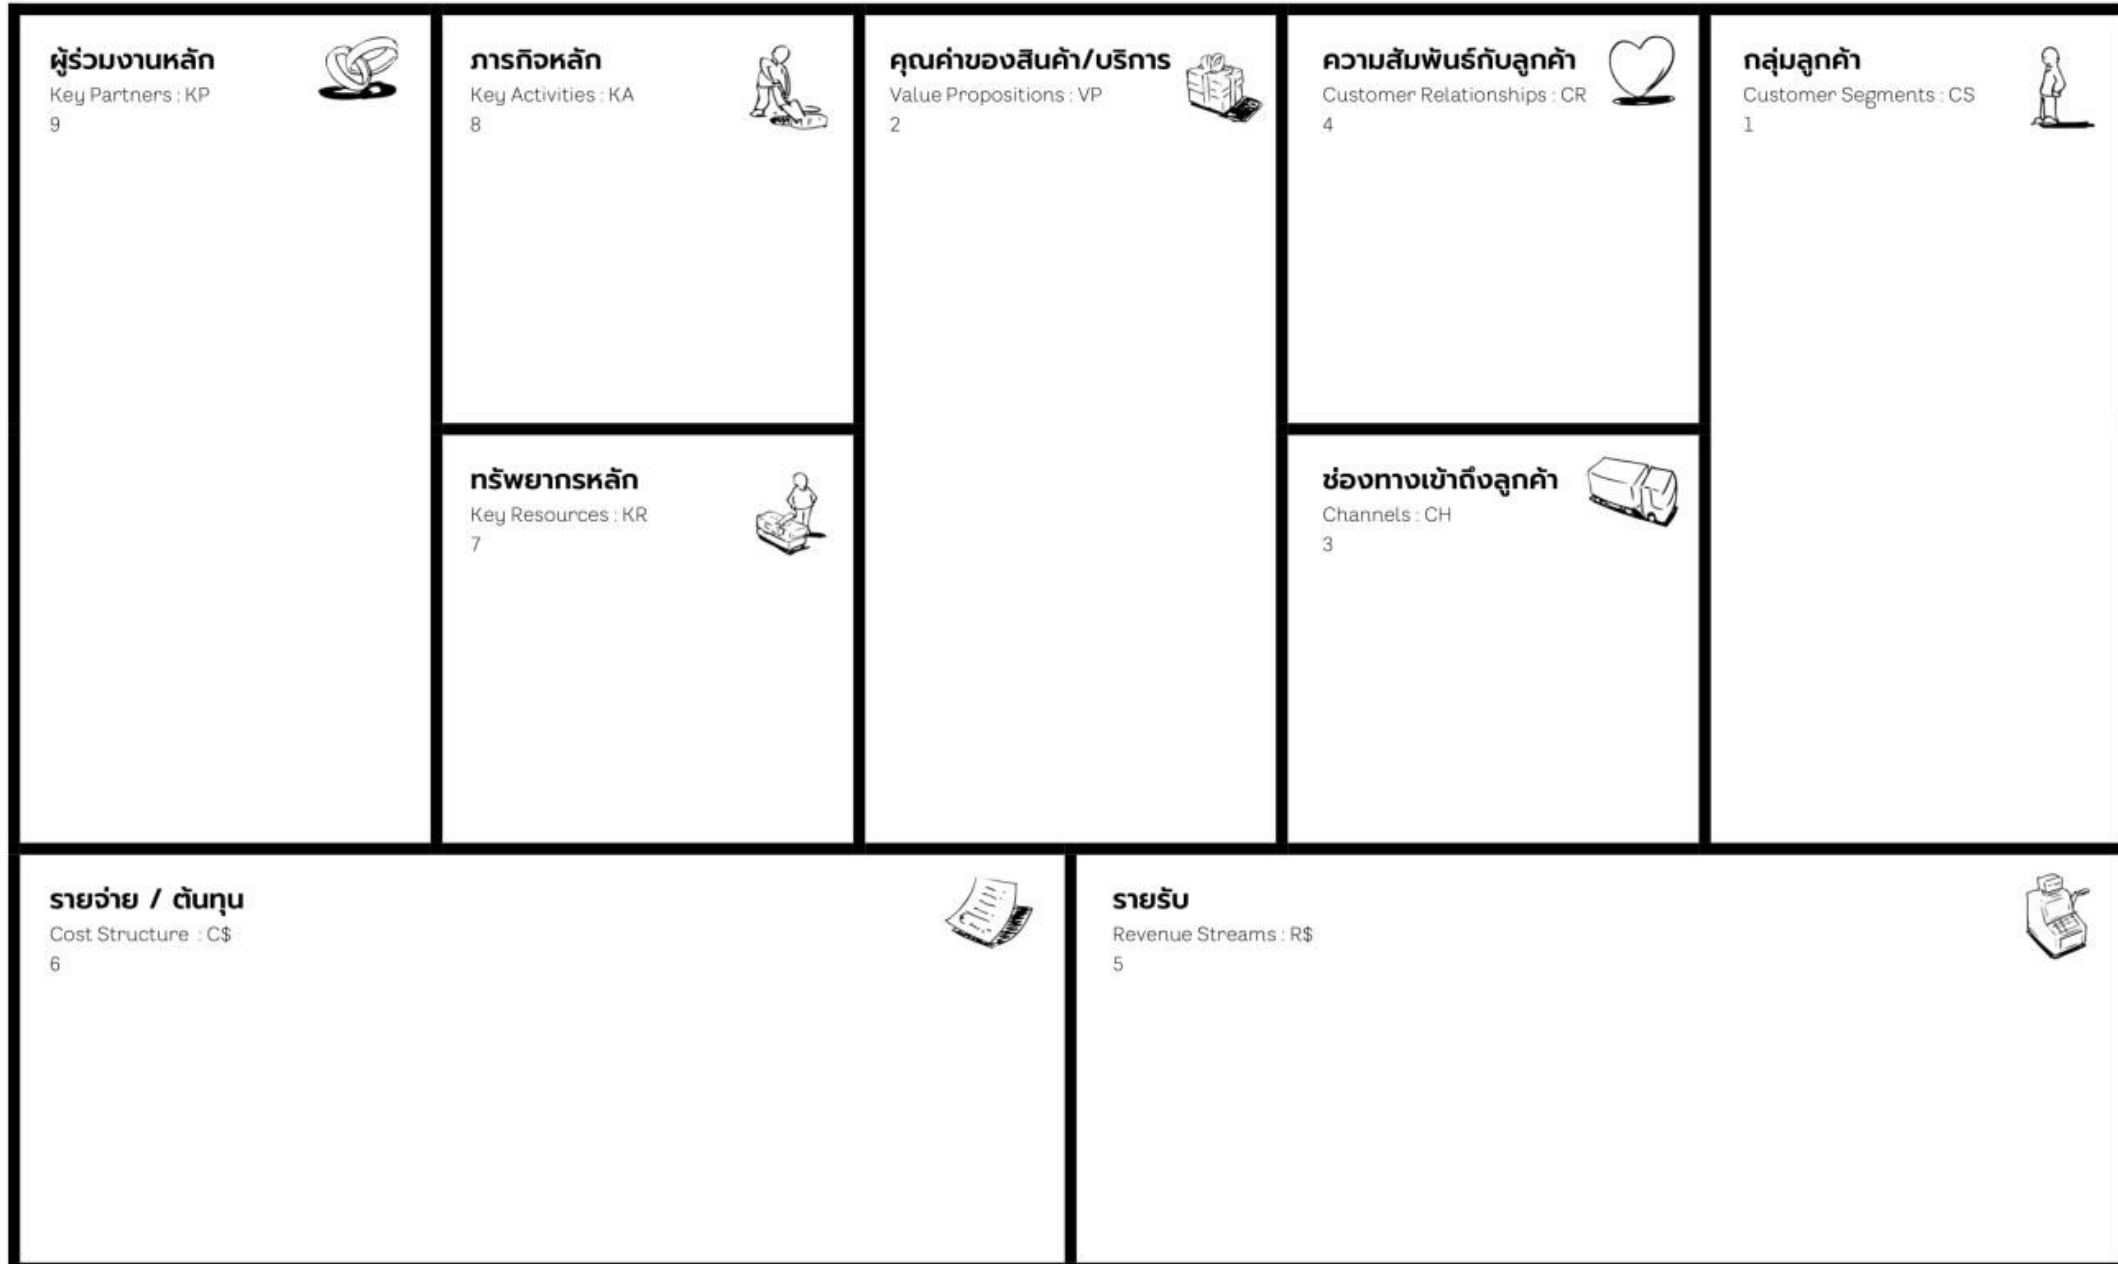 ผู้ร่วมงานหลัก
Key Partners : KP
9
ภารกิจหลัก
Key Activities : KA
8
คุณค่าของสินค้า/บริการ
Value Propositions : VP
2
ความสัมพันธ์กับลูกค้า
Customer Relationships : CR
4
กลุ่มลูกค้า
Customer Segments : CS
1
ทรัพยากรหลัก
Key Resources : KR
7
ช่องทางเข้าถึงลูกค้า
Channels : CH
3
รายจ่าย / ต้นทุน
Cost Structure : C$
6
รายรับ
Revenue Streams : R$
5